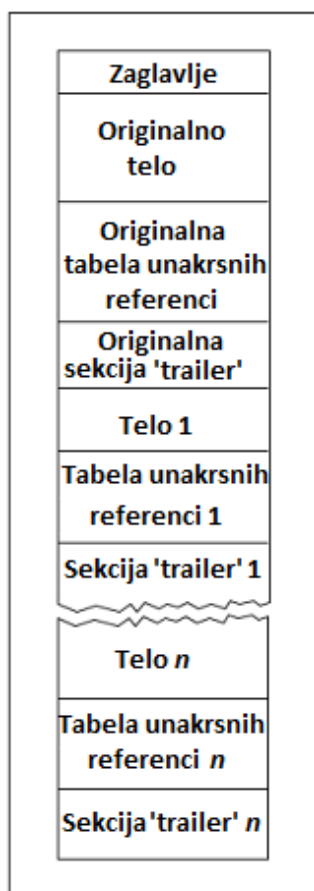 Zaglavlje
Originalno
telo
Originalna
tabela unakrsnih
referenci
Originalna
sekcija 'trailer'
Telo 1
Tabela unakrsnih
referenci 1
Sekcija 'trailer' 1
Telo n
Tabela unakrsnih
referenci n
Sekcija 'trailer' n